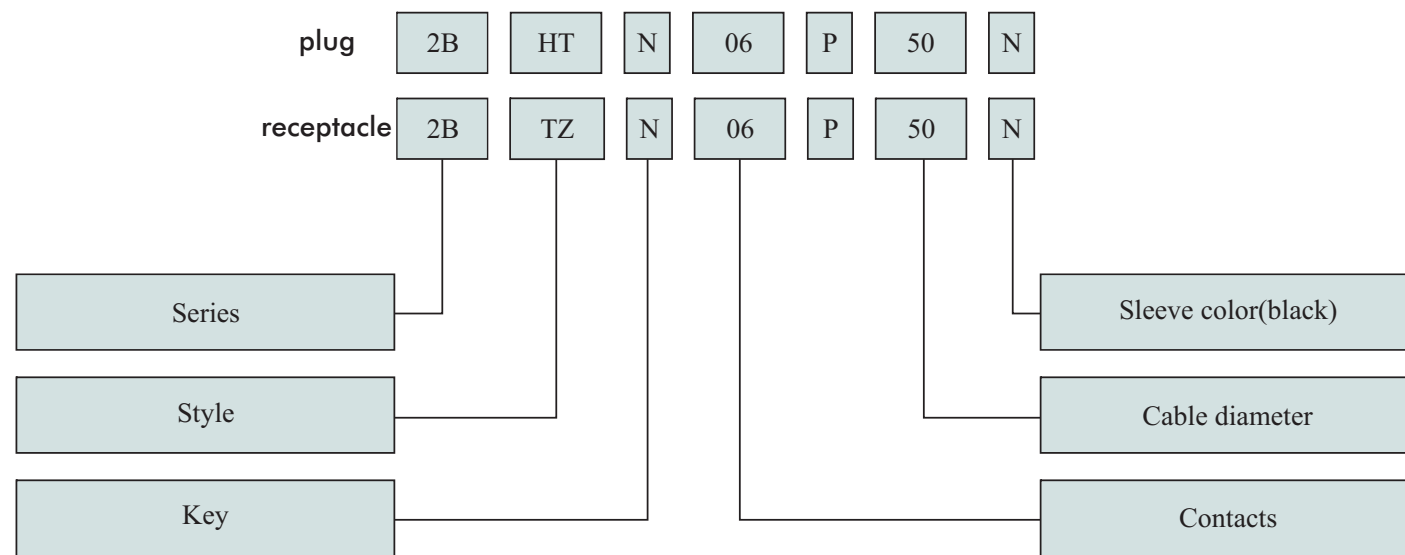 plug 2B HT N 06 P 50 N
receptacle 2B TZ N 06 P 50 N
Series
Sleeve color(black)
Style
Cable diameter
Key
Contacts